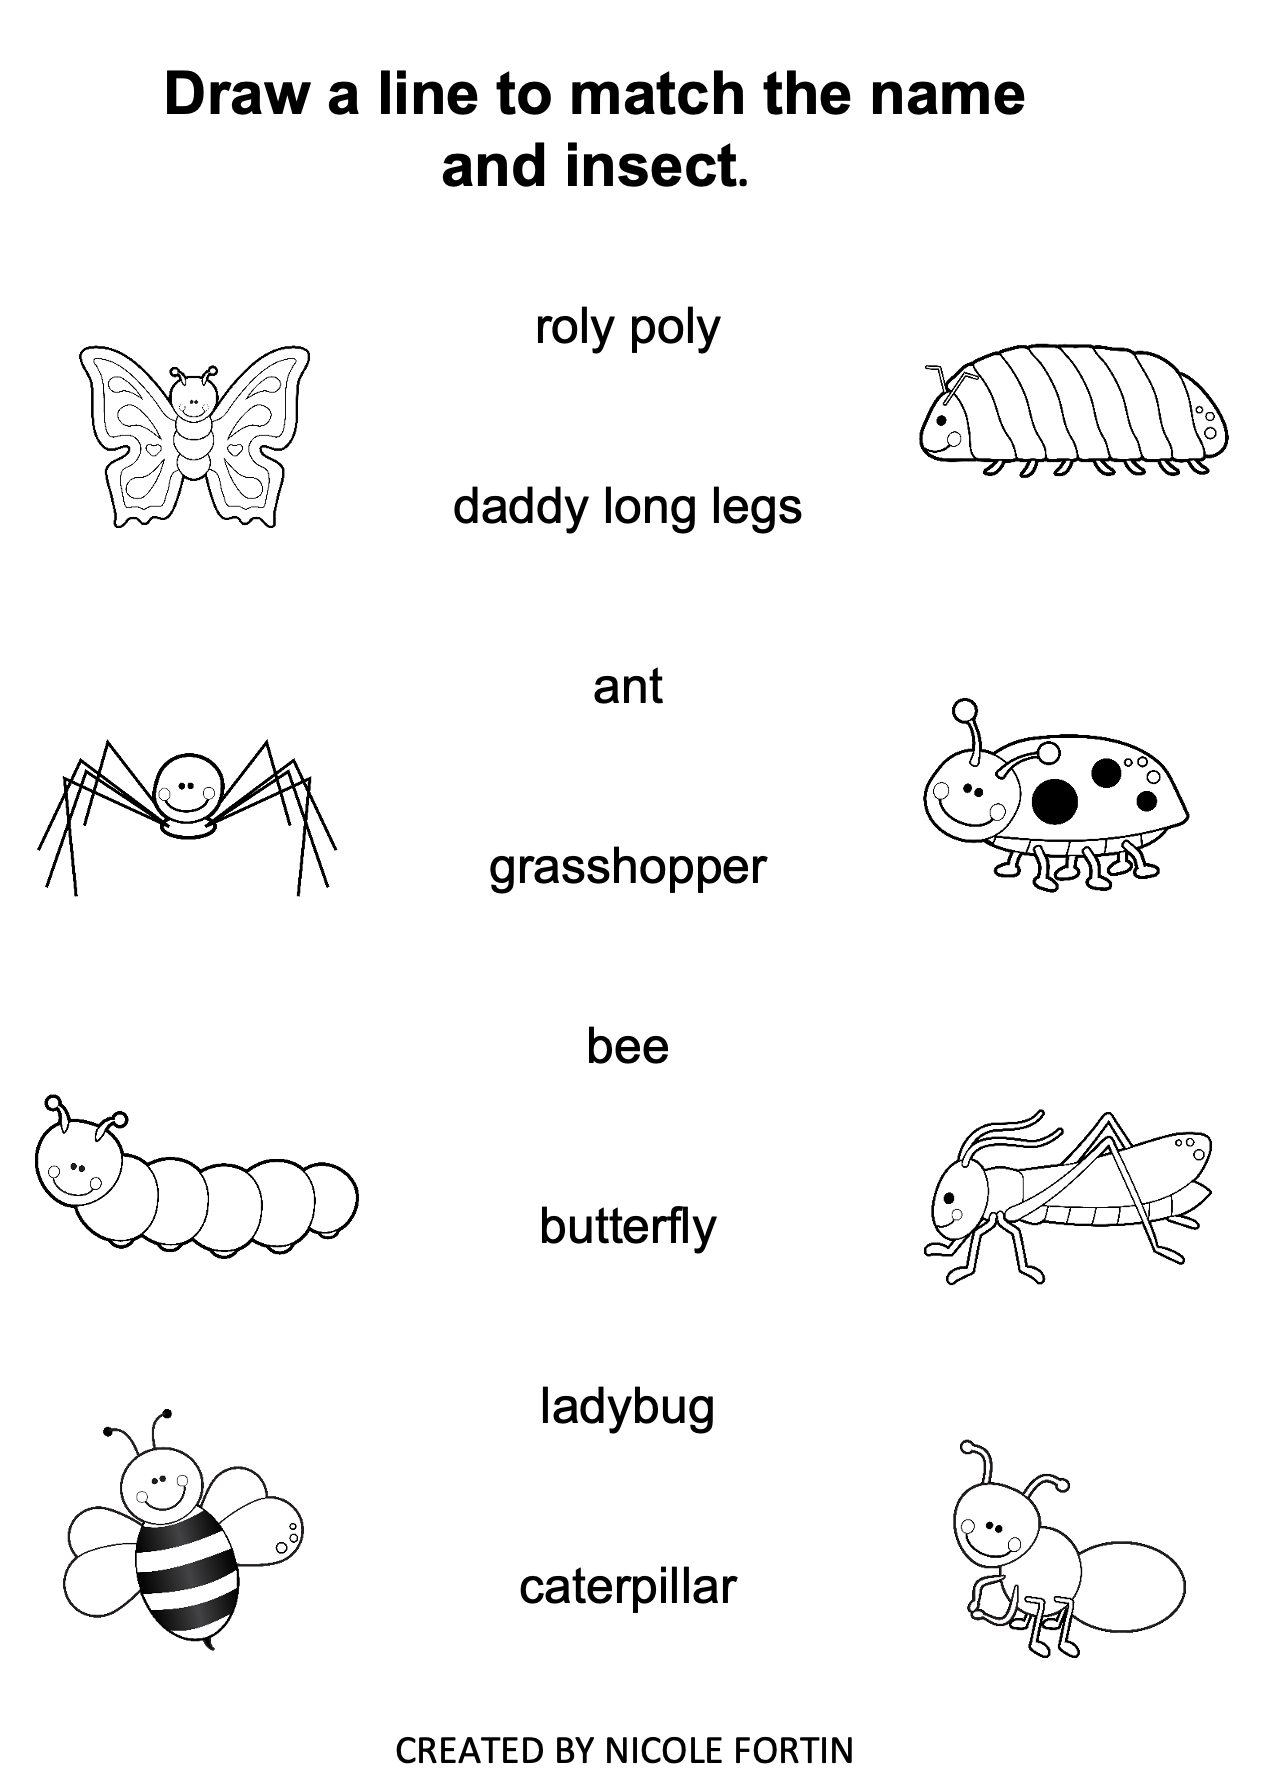 Draw a line to match the name
and insect.
roly poly
daddy long legs
ant
grasshopper
bee
butterfly
ladybug
caterpillar
CREATED BY NICOLE FORTIN